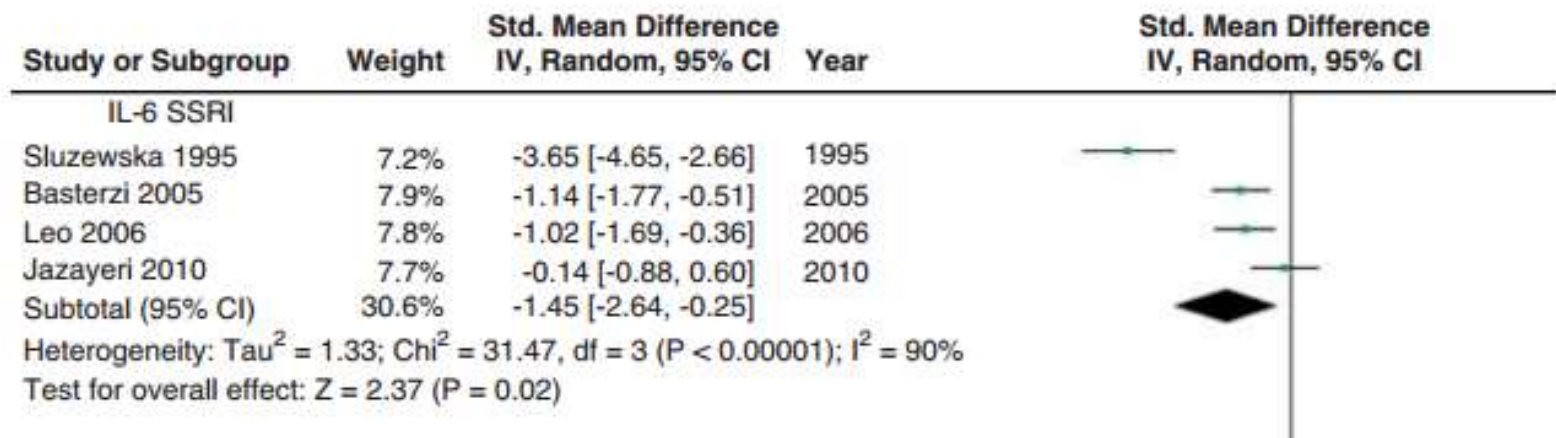 Std. Mean Difference Std. Mean Difference
Study or Subgroup Weight IV, Random, 95% CI Year IV, Random, 95% CI
IL-6 SSRI
Sluzewska 1995 7.2% -3.65 [-4.65, -2.66] 1995
Basterzi 2005 7.9% -1.14 [-1.77, -0.51] 2005
Leo 2006 7.8% -1.02 [-1.69, -0.36] 2006
Jazayeri 2010 7.7% -0.14 [-0.88, 0.60] 2010
Subtotal (95% CI) 30.6% -1.45 [-2.64, -0.25]
Heterogeneity: Tau² = 1.33; Chi² = 31.47, df = 3 (P < 0.00001); I² = 90%
Test for overall effect: Z = 2.37 (P = 0.02)